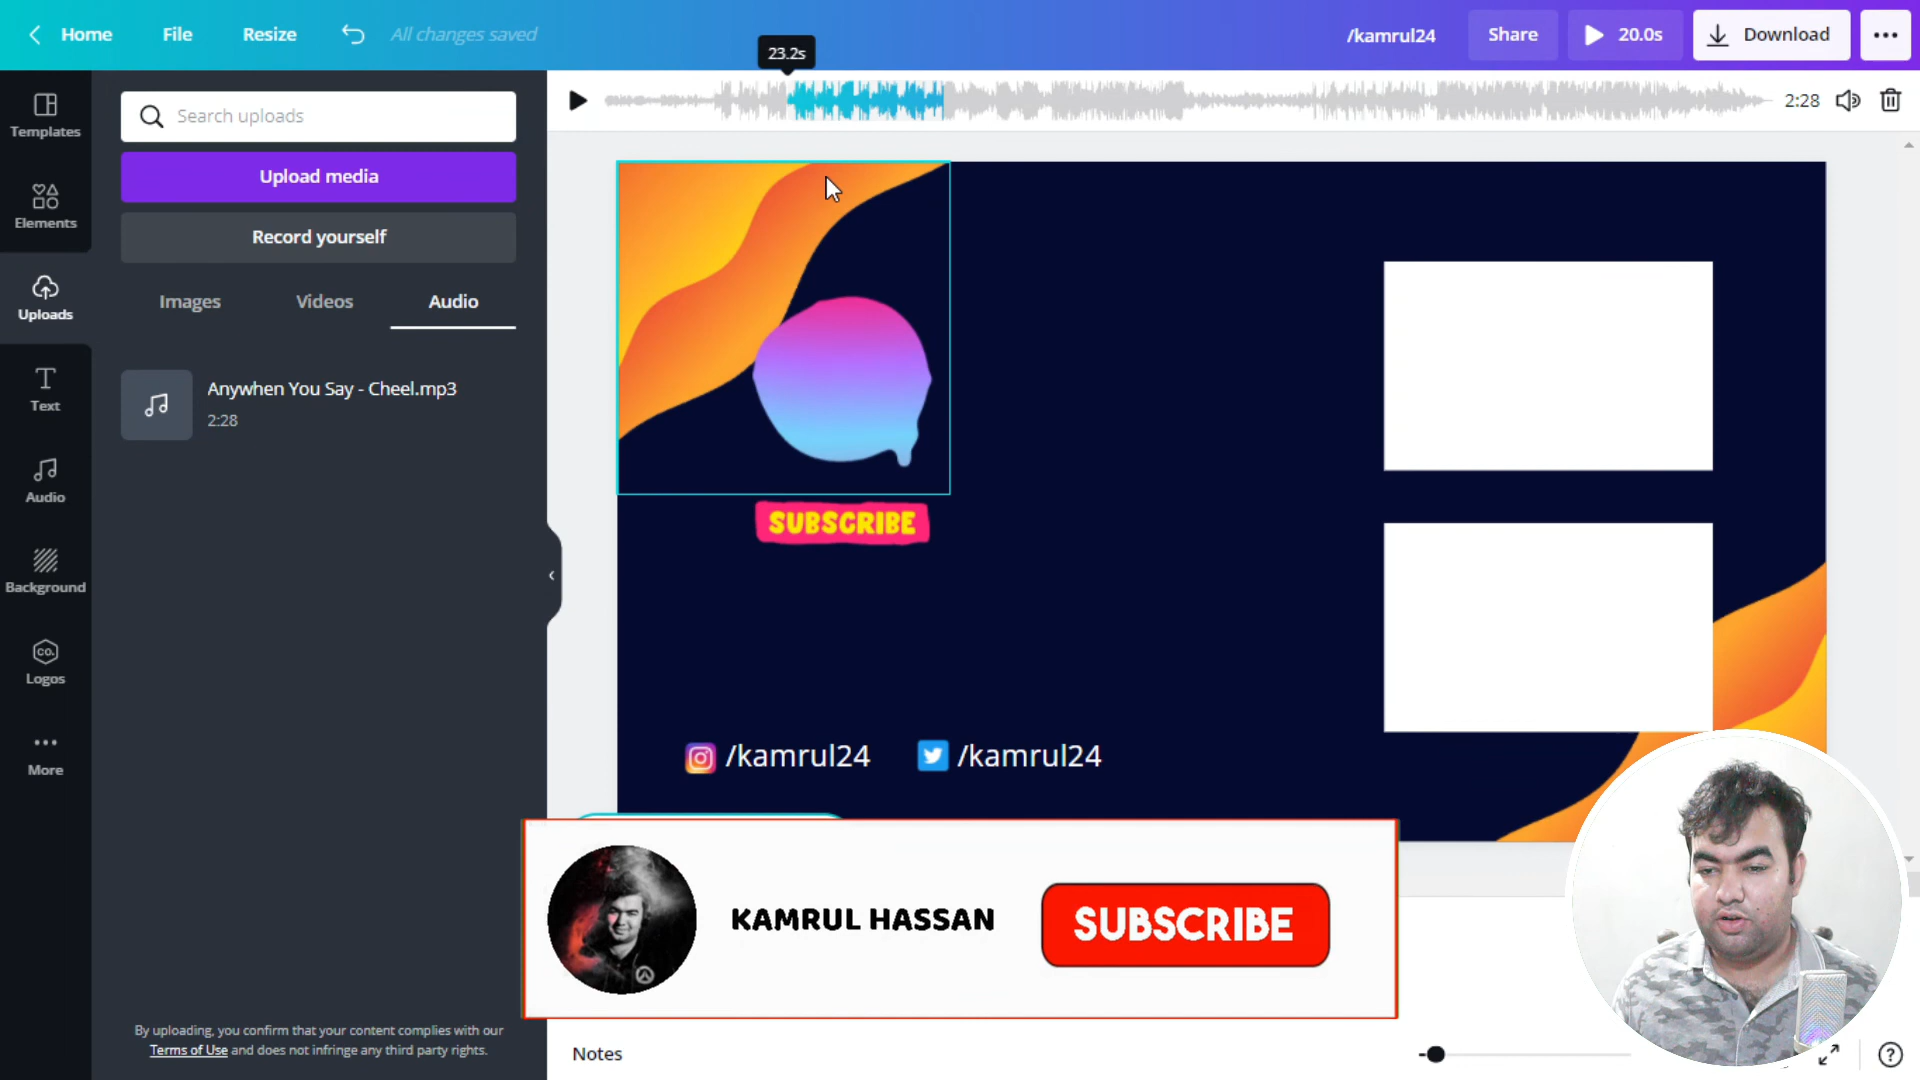 Home
File
Resize
All changes saved
/kamrul24
Share
20.0s
Download
23.2s
2:28
Templates
Elements
Uploads
Text
Audio
Background
CO.
Logos
More
Search uploads
Upload media
Record yourself
Images
Videos
Audio
Anywhen You Say - Cheel.mp3
2:28
By uploading, you confirm that your content complies with our
Terms of Use and does not infringe any third party rights.
SUBSCRIBE
/kamrul24
/kamrul24
KAMRUL HASSAN
SUBSCRIBE
Notes